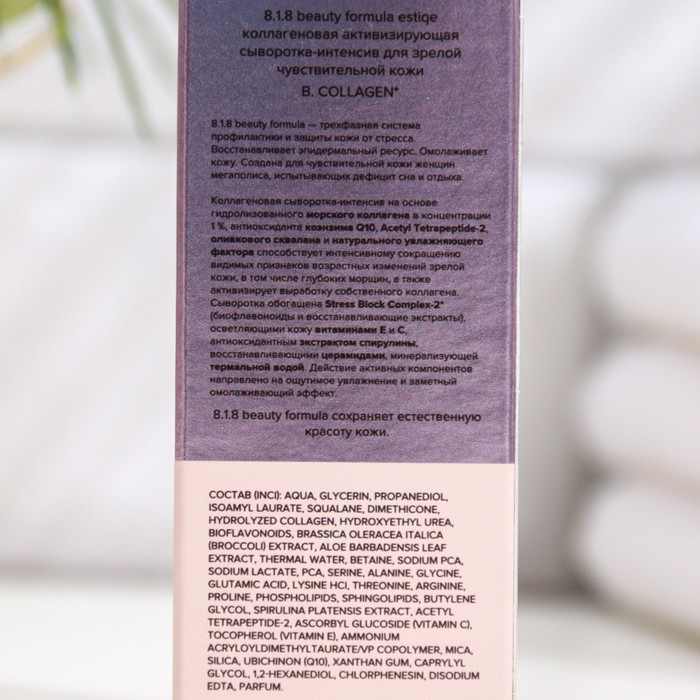 8.1.8 beauty formula estiqe
коллагеновая активизирующая
сыворотка-интенсив для зрелой
чувствительной кожи
B. COLLAGEN*
8.1.8 beauty formula — трехфазная система
профилактики и защиты кожи от стресса.
Восстанавливает эпидермальный ресурс. Омолаживает
кожу. Создана для чувствительной кожи женщин
мегаполиса, испытывающих дефицит сна и отдыха.
Коллагеновая сыворотка-интенсив на основе
гидролизованного морского коллагена в концентрации
1 %, антиоксиданта коэнзима Q10, Acetyl Tetrapeptide-2,
оливкового сквалана и натурального увлажняющего
фактора способствует интенсивному сокращению
видимых признаков возрастных изменений зрелой
кожи, в том числе глубоких морщин, а также
активизирует выработку собственного коллагена.
Сыворотка обогащена Stress Block Complex-2*
(биофлавоноиды и восстанавливающие экстракты),
осветляющими кожу витаминами Е и С,
антиоксидантным экстрактом спирулины,
восстанавливающими церамидами, минерализующей
термальной водой. Действие активных компонентов
направлено на ощутимое увлажнение и заметный
омолаживающий эффект.
8.1.8 beauty formula сохраняет естественную
красоту кожи.
СОСТАВ (INCI): AQUA, GLYCERIN, PROPANEDIOL,
ISOAMYL LAURATE, SQUALANE, DIMETHICONE,
HYDROLYZED COLLAGEN, HYDROXYETHYL UREA,
BIOFLAVONOIDS, BRASSICA OLERACEA ITALICA
(BROCCOLI) EXTRACT, ALOE BARBADENSIS LEAF
EXTRACT, THERMAL WATER, BETAINE, SODIUM PCA,
SODIUM LACTATE, PCA, SERINE, ALANINE, GLYCINE,
GLUTAMIC ACID, LYSINE HCl, THREONINE, ARGININE,
PROLINE, PHOSPHOLIPIDS, SPHINGOLIPIDS, BUTYLENE
GLYCOL, SPIRULINA PLATENSIS EXTRACT, ACETYL
TETRAPEPTIDE-2, ASCORBYL GLUCOSIDE (VITAMIN C),
TOCOPHEROL (VITAMIN E), AMMONIUM
ACRYLOYLDIMETHYLTAURATE/VP COPOLYMER, MICA,
SILICA, UBICHINON (Q10), XANTHAN GUM, CAPRYLYL
GLYCOL, 1,2-HEXANEDIOL, CHLORPHENESIN, DISODIUM
EDTA, PARFUM.